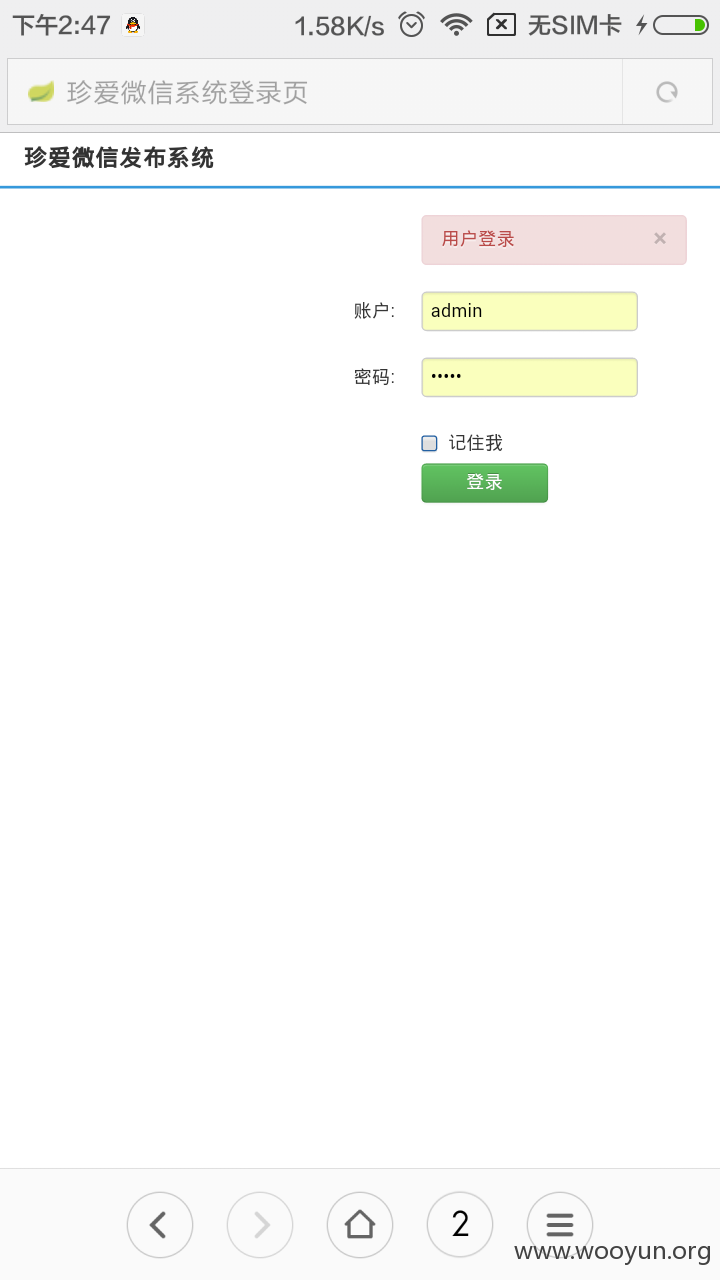 下午2:47 1.58K/s 无SIM卡
珍爱微信系统登录页
珍爱微信发布系统
用户登录 ×
账户: admin
密码: •••••
记住我
登录
2
www.wooyun.org